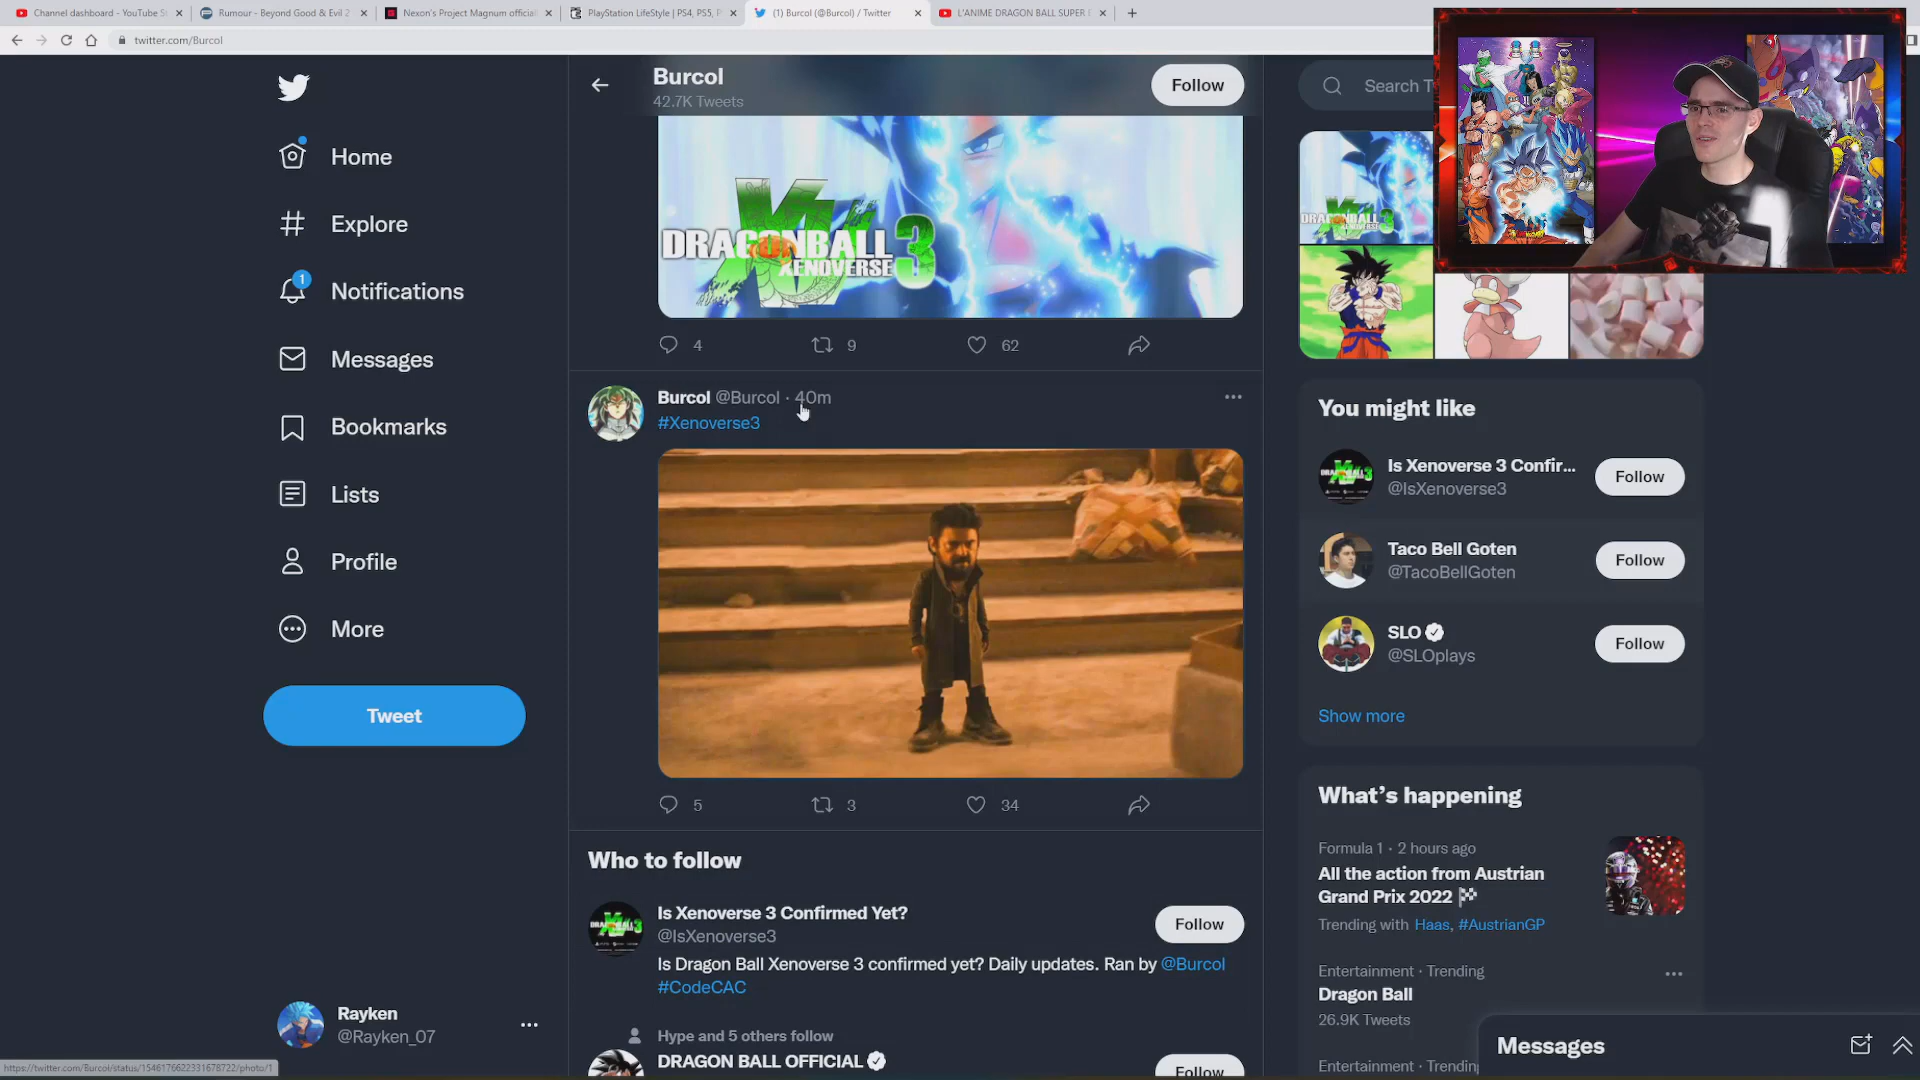 Channel dashboard - YouTube S
Rumour - Beyond Good & Evil 2
Nexon's Project Magnum official
PlayStation LifeStyle | PS4, PS5, P
(1) Burcol (@Burcol) / Twitter
L'ANIME DRAGON BALL SUPER
twitter.com/Burcol
Burcol
42.7K Tweets
Follow
Search T
Home
Explore
Notifications
1
Messages
Bookmarks
Lists
Profile
More
Tweet
Rayken
@Rayken_07
DRAGONBALL 3
XENOVERSE
4
9
62
Burcol @Burcol · 40m
#Xenoverse3
5
3
34
Who to follow
Is Xenoverse 3 Confirmed Yet?
@IsXenoverse3
Follow
Is Dragon Ball Xenoverse 3 confirmed yet? Daily updates. Ran by @Burcol
#CodeCAC
Hype and 5 others follow
DRAGON BALL OFFICIAL
Follow
You might like
Is Xenoverse 3 Confir...
@IsXenoverse3
Follow
Taco Bell Goten
@TacoBellGoten
Follow
SLO
@SLOplays
Follow
Show more
What's happening
Formula 1 · 2 hours ago
All the action from Austrian
Grand Prix 2022
Trending with Haas, #AustrianGP
Entertainment · Trending
Dragon Ball
26.9K Tweets
Entertainment · Trending
Messages
https://twitter.com/Burcol/status/1546176622331678722/photo/1